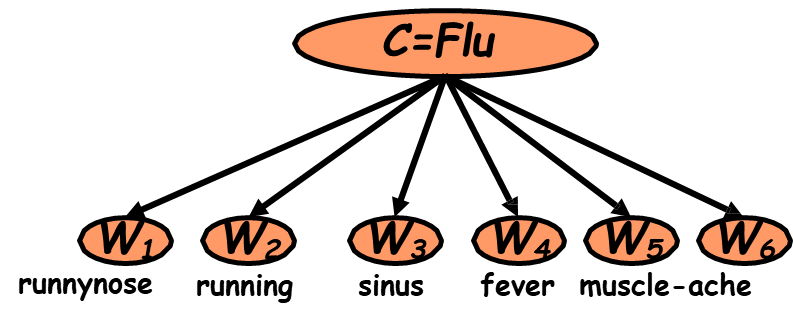 C=Flu
W1 W2 W3 W4 W5 W6
runnynose running sinus fever muscle-ache